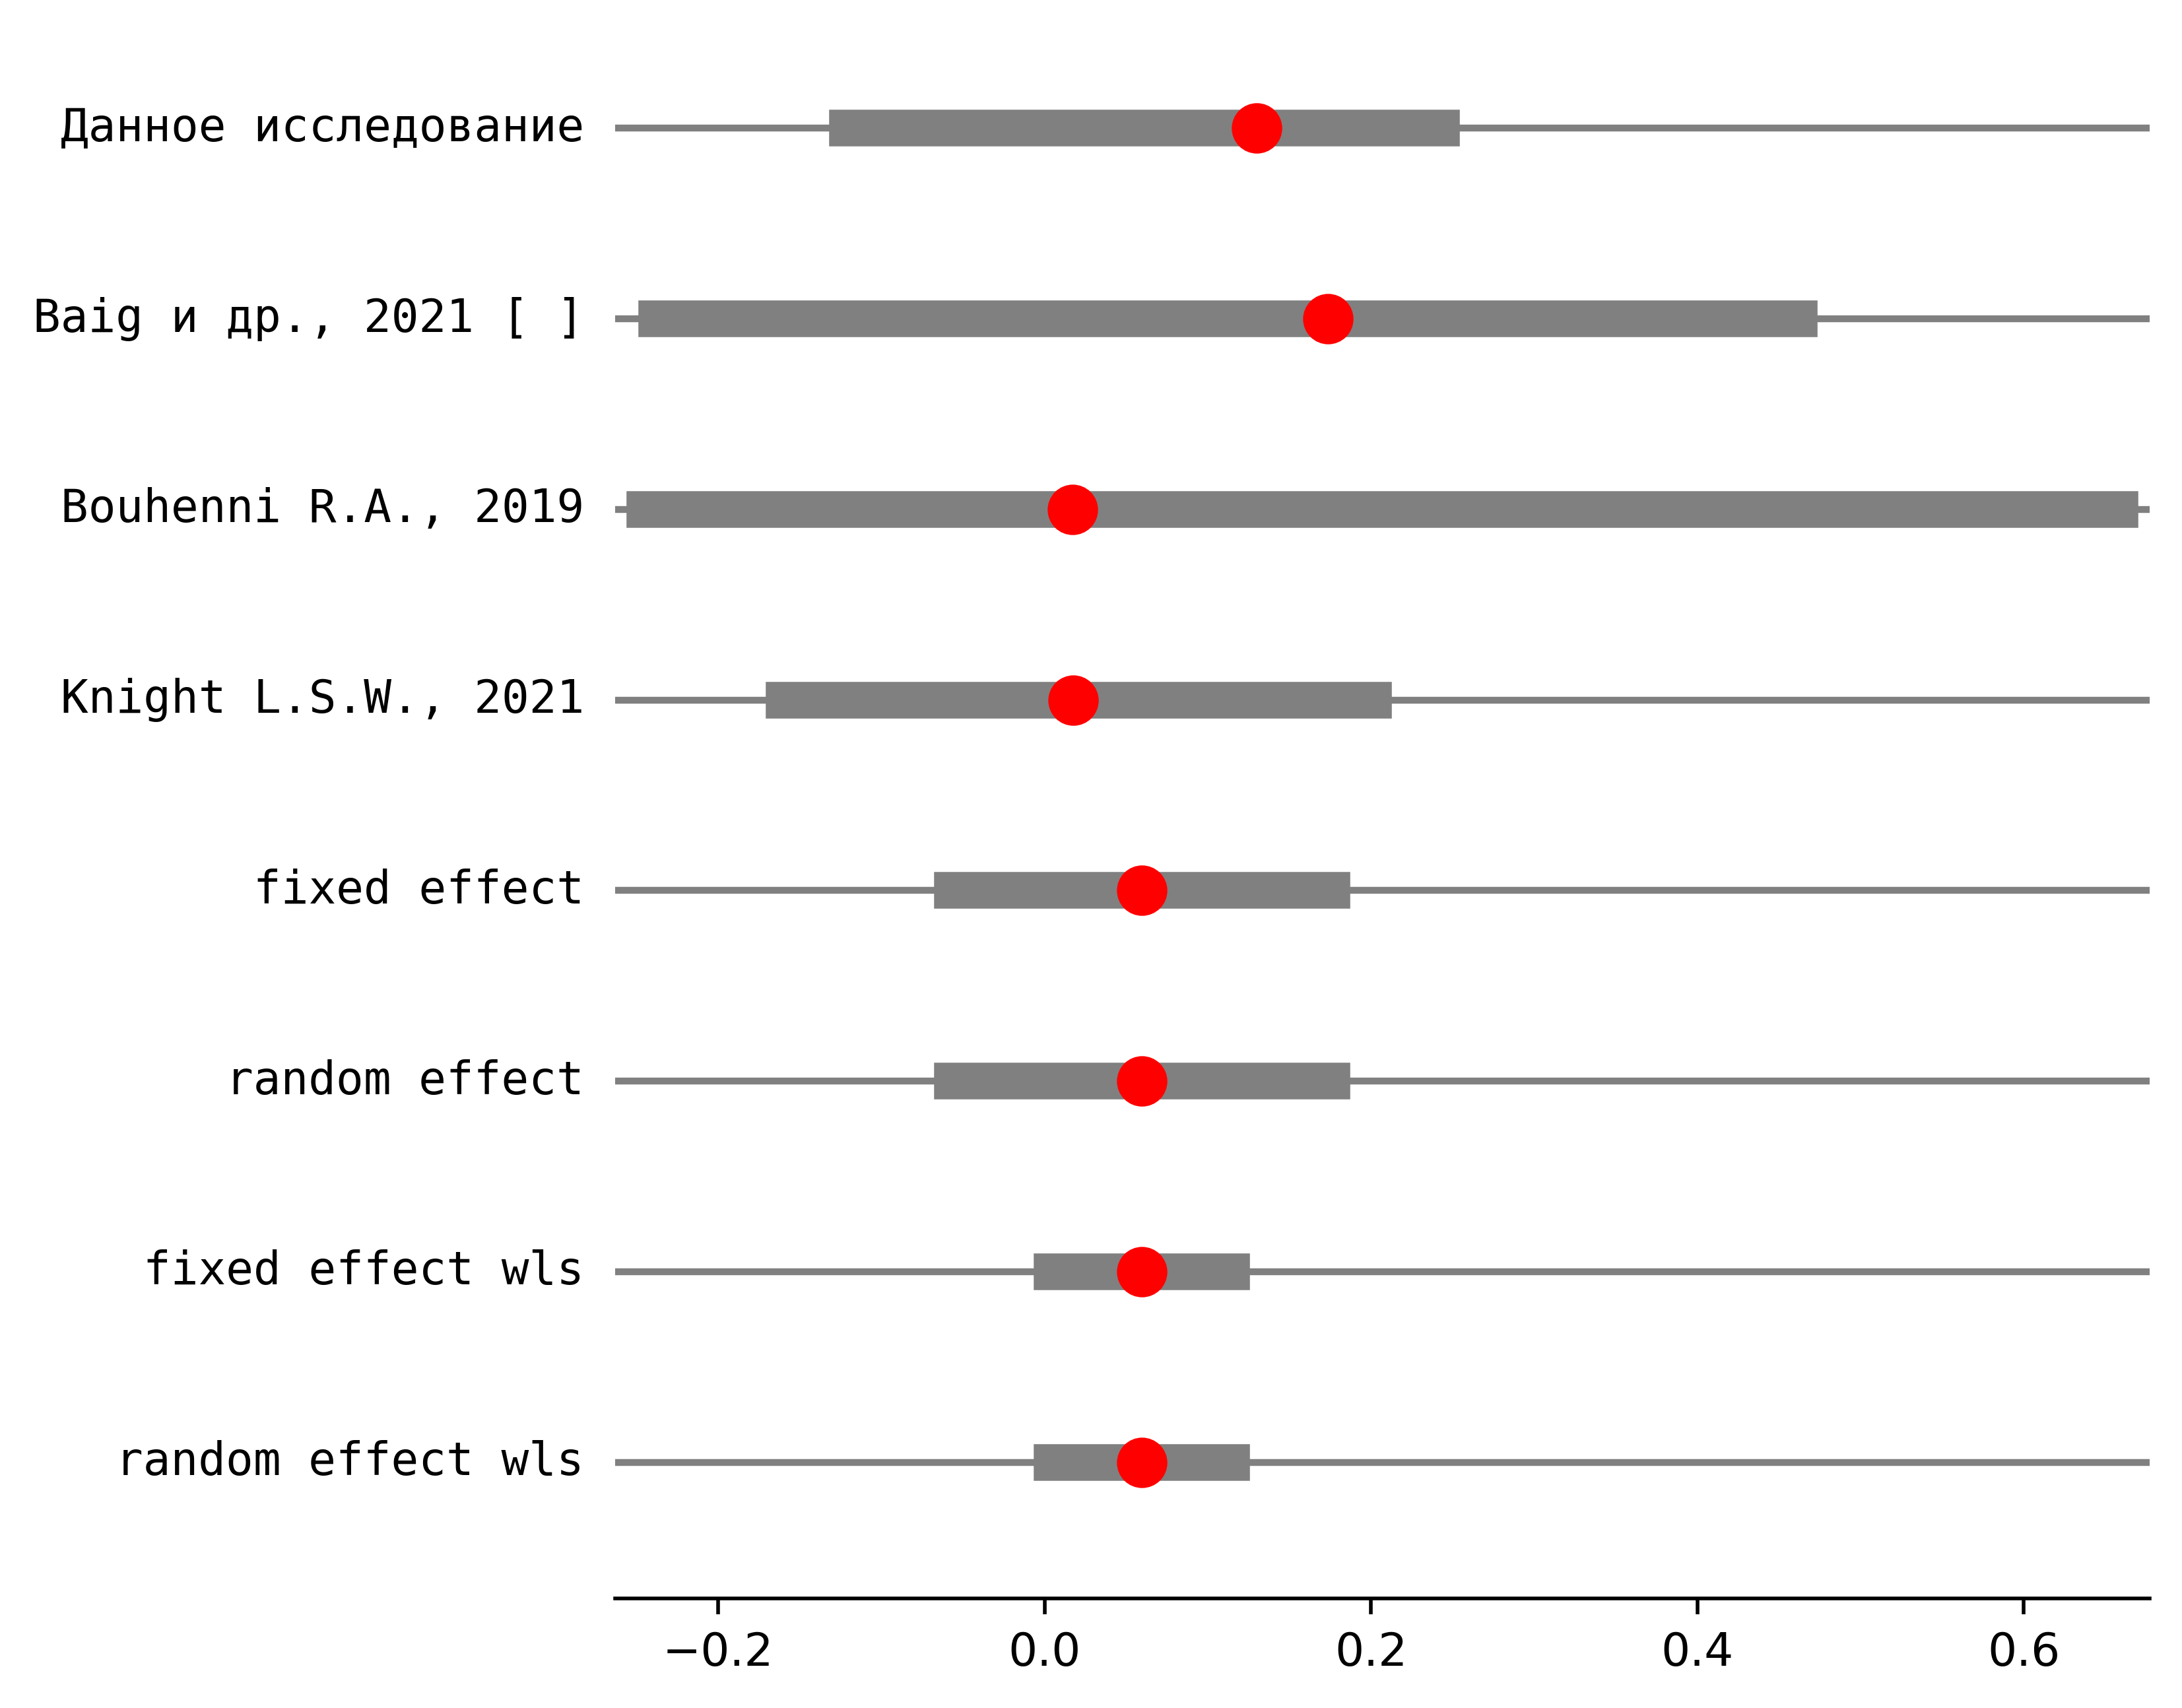 Данное исследование
Baig и др., 2021 [ ]
Bouhenni R.A., 2019
Knight L.S.W., 2021
fixed effect
random effect
fixed effect wls
random effect wls
−0.2 0.0 0.2 0.4 0.6